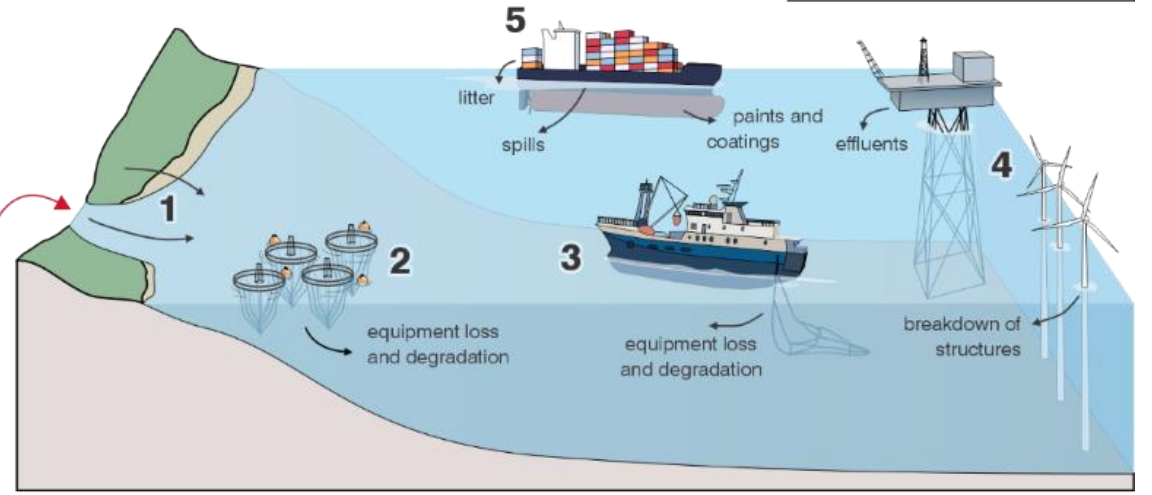 5
litter
spills
paints and
coatings
effluents
4
1
2
3
equipment loss
and degradation
equipment loss
and degradation
breakdown of
structures